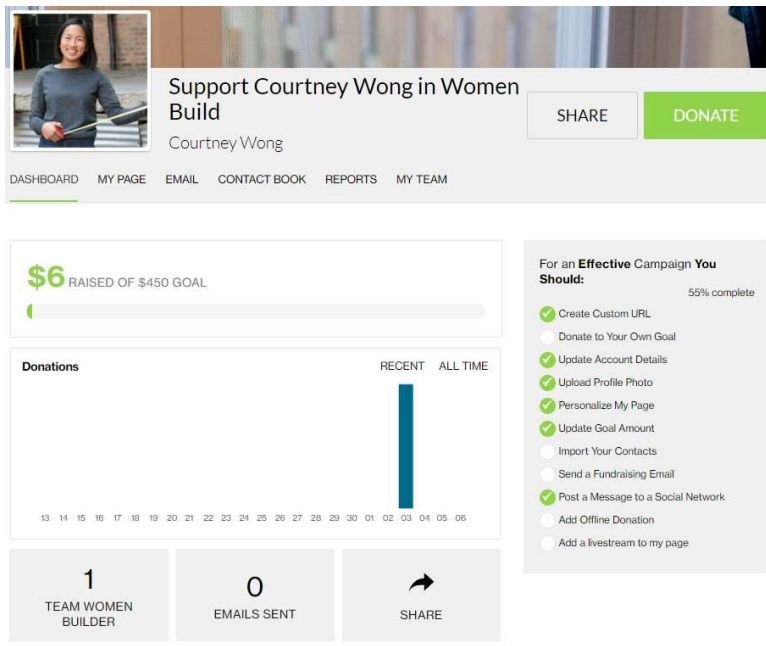 Support Courtney Wong in Women
Build
Courtney Wong
SHARE
DONATE
DASHBOARD MY PAGE EMAIL CONTACT BOOK REPORTS MY TEAM
$6 RAISED OF $450 GOAL
Donations
RECENT ALL TIME
13 14 15 16 17 18 19 20 21 22 23 24 25 26 27 28 29 30 01 02 03 04 05 06
1
TEAM WOMEN
BUILDER
0
EMAILS SENT
SHARE
For an Effective Campaign You
Should:
55% complete
Create Custom URL
Donate to Your Own Goal
Update Account Details
Upload Profile Photo
Personalize My Page
Update Goal Amount
Import Your Contacts
Send a Fundraising Email
Post a Message to a Social Network
Add Offline Donation
Add a livestream to my page